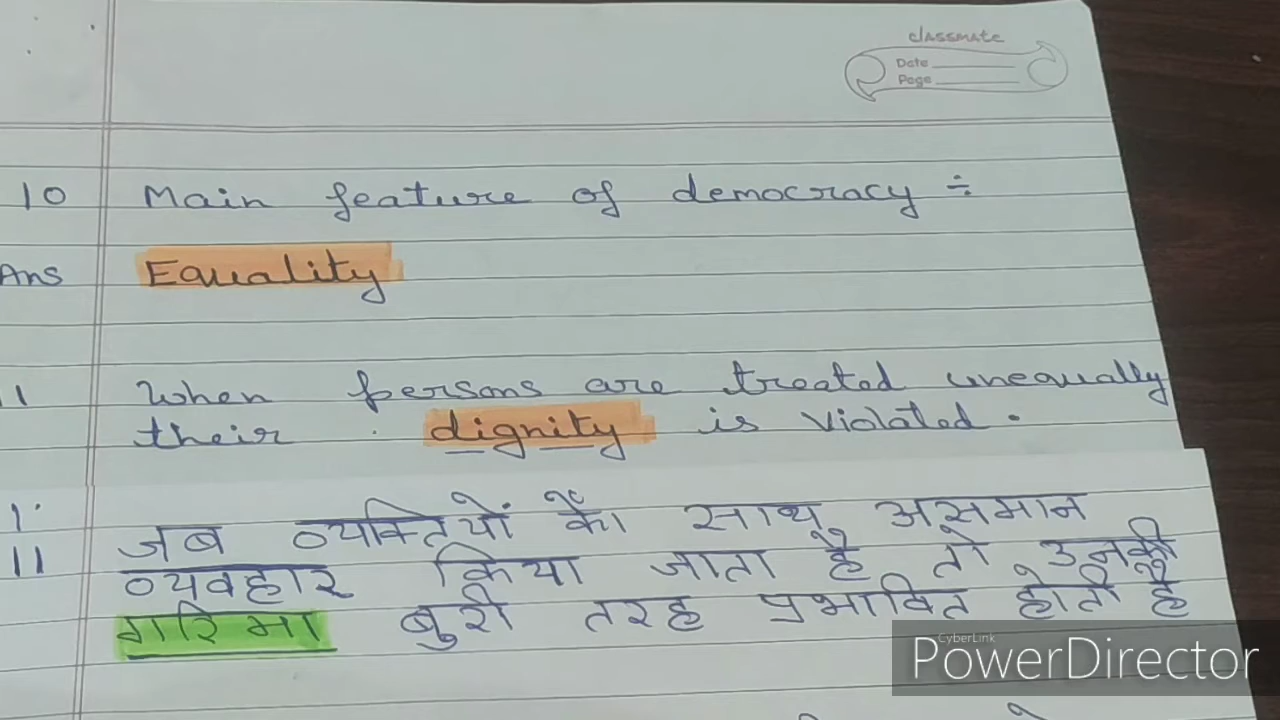 classmate
Date
Page
10 Main feature of democracy ÷
Ans Equality
11 When persons are treated unequally
their dignity is violated.
जब व्यक्तियों के साथ असमान
11 व्यवहार किया जाता है तो उनकी
गरिमा बुरी तरह प्रभावित होती है
CyberLink
PowerDirector